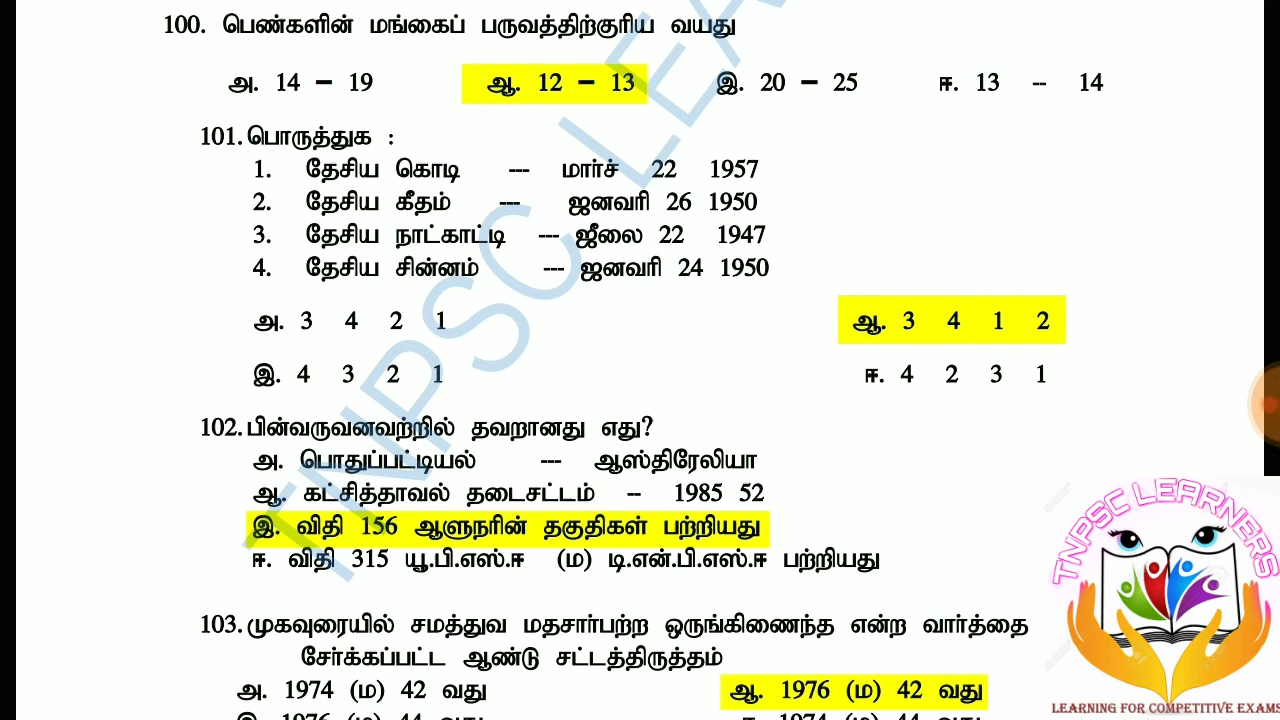 100. பெண்களின் மங்கைப் பருவத்திற்குரிய வயது
அ. 14 – 19 ஆ. 12 – 13 இ. 20 – 25 ஈ. 13 -- 14
101. பொருத்துக :
1. தேசிய கொடி --- மார்ச் 22 1957
2. தேசிய கீதம் --- ஜனவரி 26 1950
3. தேசிய நாட்காட்டி --- ஜீலை 22 1947
4. தேசிய சின்னம் --- ஜனவரி 24 1950
அ. 3 4 2 1 ஆ. 3 4 1 2
இ. 4 3 2 1 ஈ. 4 2 3 1
102. பின்வருவனவற்றில் தவறானது எது?
அ. பொதுப்பட்டியல் --- ஆஸ்திரேலியா
ஆ. கட்சித்தாவல் தடைசட்டம் -- 1985 52
இ. விதி 156 ஆளுநரின் தகுதிகள் பற்றியது
ஈ. விதி 315 யூ.பி.எஸ்.ஈ (ம) டி.என்.பி.எஸ்.ஈ பற்றியது
103. முகவுரையில் சமத்துவ மதசார்பற்ற ஒருங்கிணைந்த என்ற வார்த்தை
சேர்க்கப்பட்ட ஆண்டு சட்டத்திருத்தம்
அ. 1974 (ம) 42 வது ஆ. 1976 (ம) 42 வது
TNPSC LEA
TNPSC LEARNERS
LEARNING FOR COMPETITIVE EXAMS